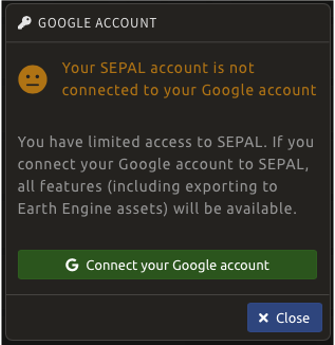 GOOGLE ACCOUNT
Your SEPAL account is not
connected to your Google account
You have limited access to SEPAL. If you
connect your Google account to SEPAL,
all features (including exporting to
Earth Engine assets) will be available.
Connect your Google account
Close